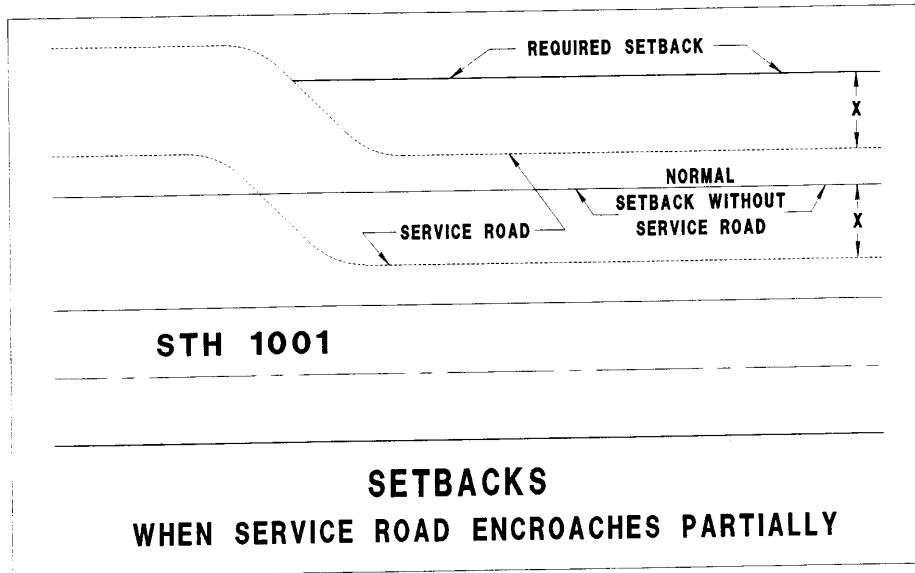 REQUIRED SETBACK
X
NORMAL
SETBACK WITHOUT
SERVICE ROAD
X
SERVICE ROAD
STH 1001
SETBACKS
WHEN SERVICE ROAD ENCROACHES PARTIALLY